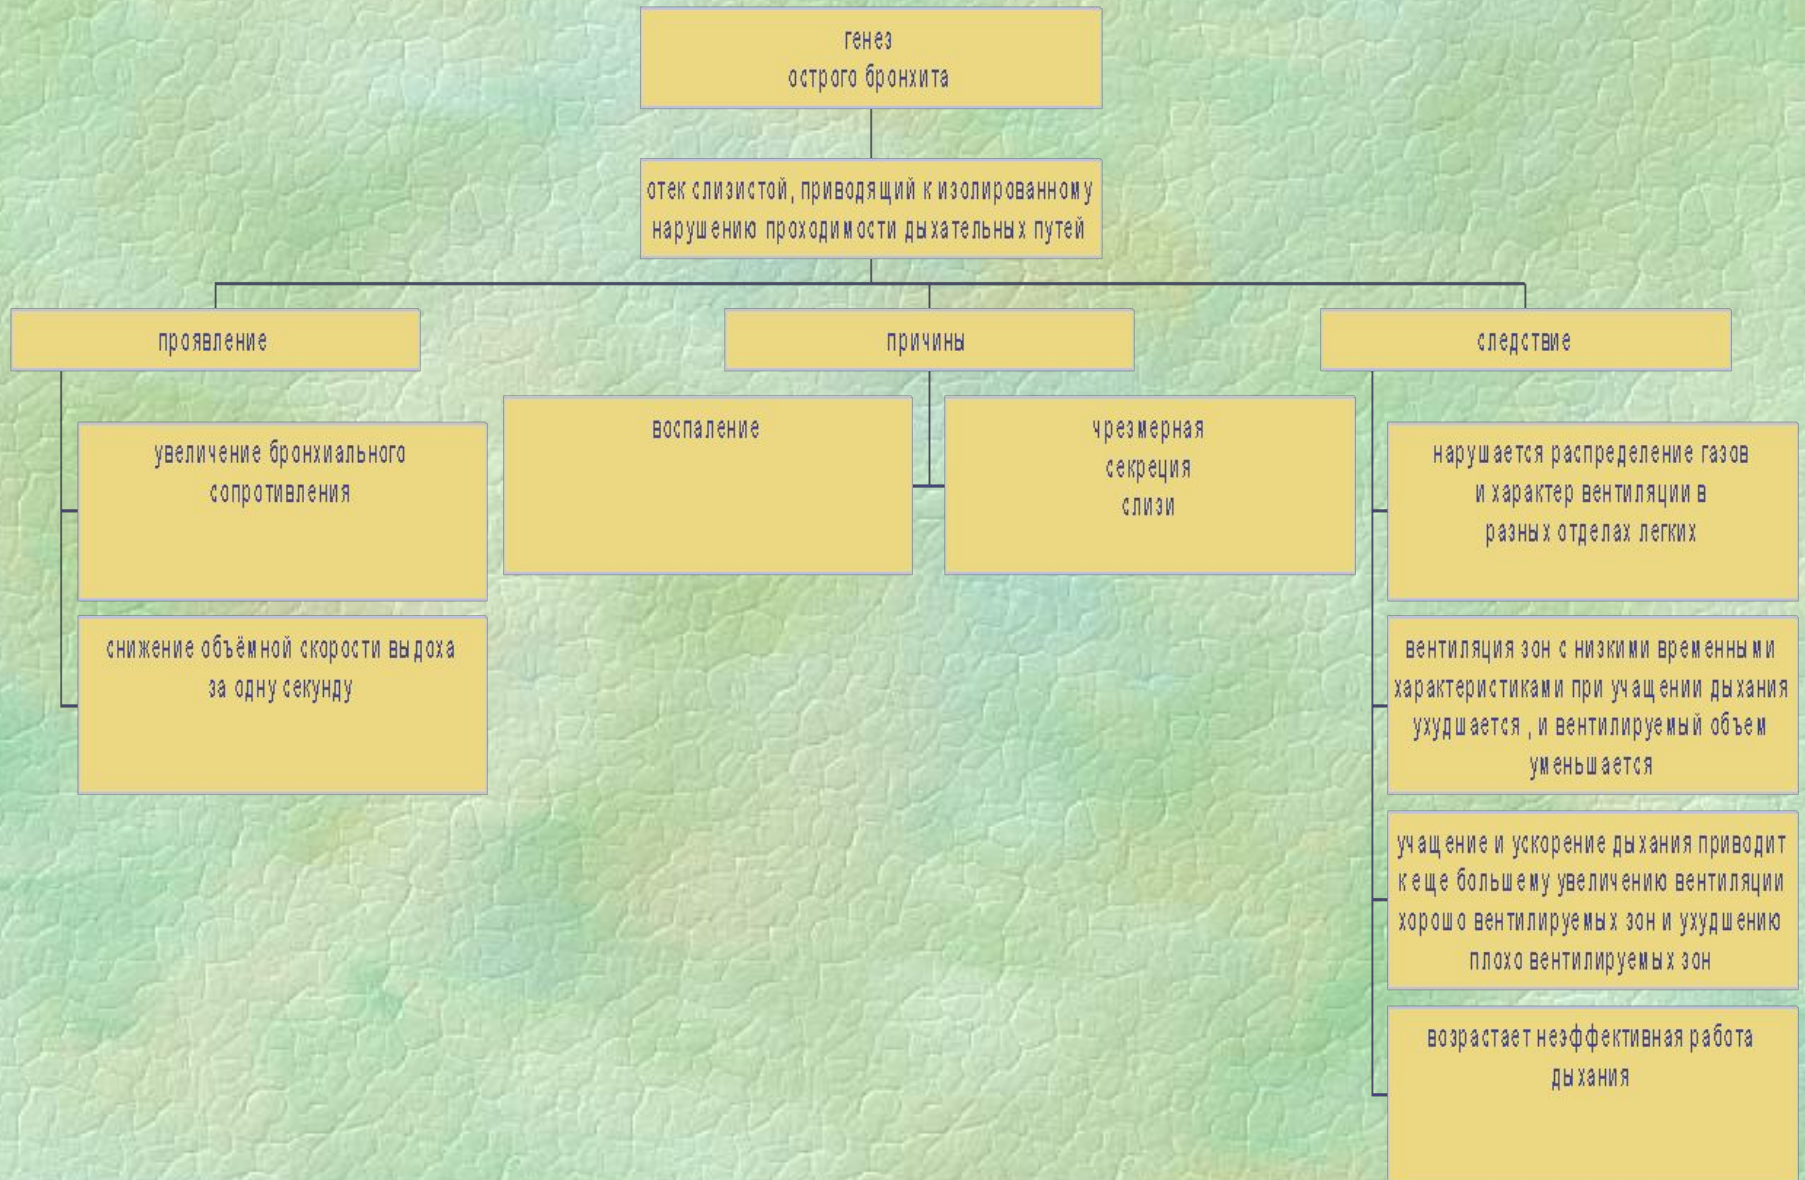 генез
острого бронхита
отек слизистой, приводящий к изолированному
нарушению проходимости дыхательных путей
проявление
увеличение бронхиального
сопротивления
снижение объёмной скорости выдоха
за одну секунду
причины
воспаление
чрезмерная
секреция
слизи
следствие
нарушается распределение газов
и характер вентиляции в
разных отделах легких
вентиляция зон с низкими временными
характеристиками при учащении дыхания
ухудшается , и вентилируемый объем
уменьшается
учащение и ускорение дыхания приводит
к еще большему увеличению вентиляции
хорошо вентилируемых зон и ухудшению
плохо вентилируемых зон
возрастает неэффективная работа
дыхания